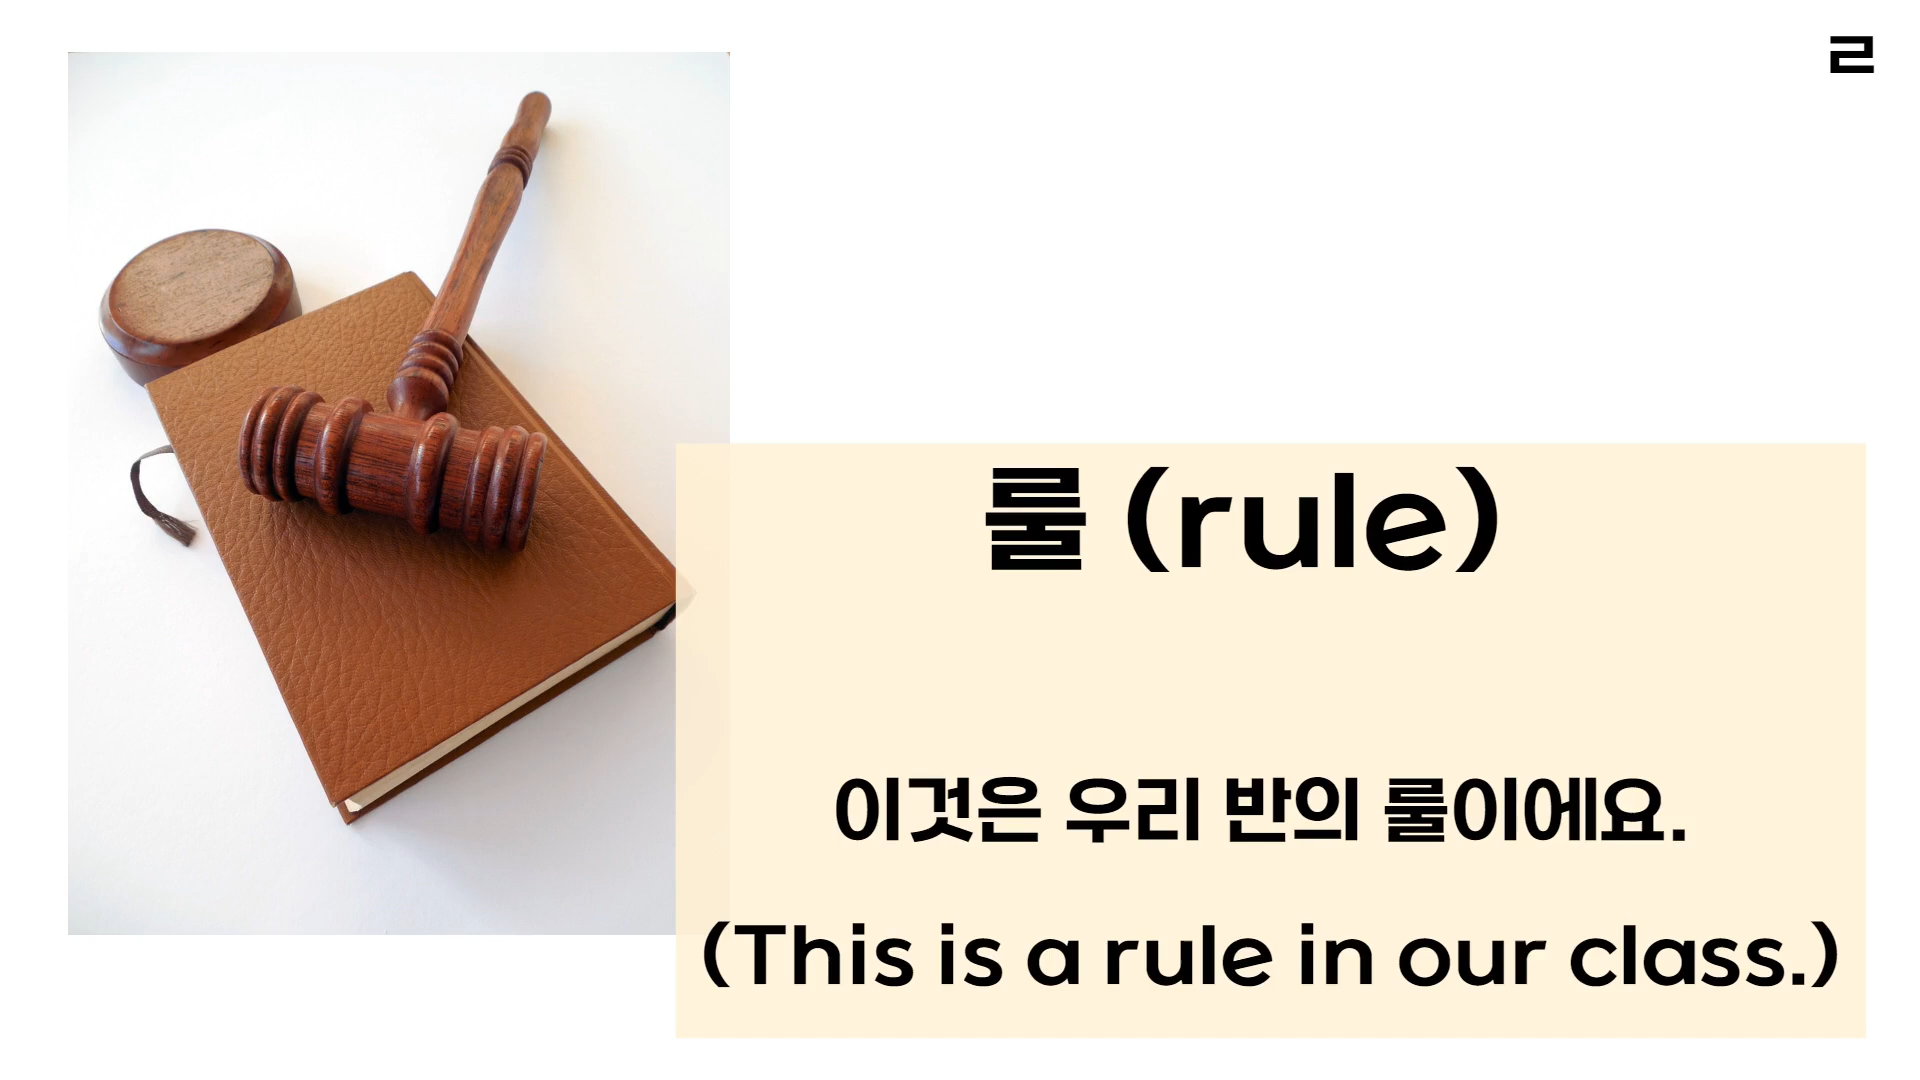 ㄹ
룰 (rule)
이것은 우리 반의 룰이에요.
(This is a rule in our class.)